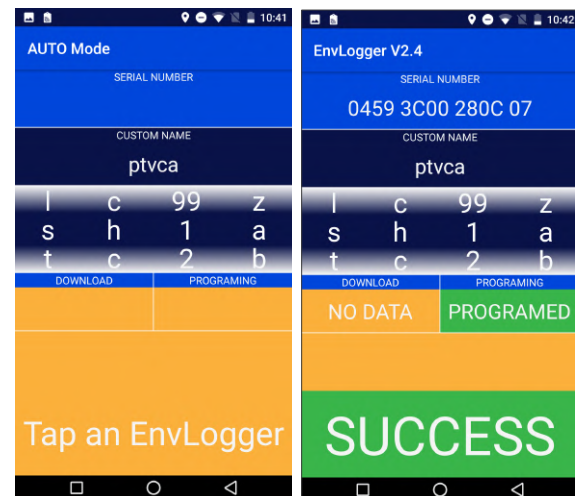 10:41
AUTO Mode
SERIAL NUMBER
CUSTOM NAME
ptvca
l c 99 z
s h 1 a
t c 2 b
DOWNLOAD PROGRAMING
Tap an EnvLogger
10:42
EnvLogger V2.4
SERIAL NUMBER
0459 3C00 280C 07
CUSTOM NAME
ptvca
l c 99 z
s h 1 a
t c 2 b
DOWNLOAD PROGRAMING
NO DATA PROGRAMED
SUCCESS